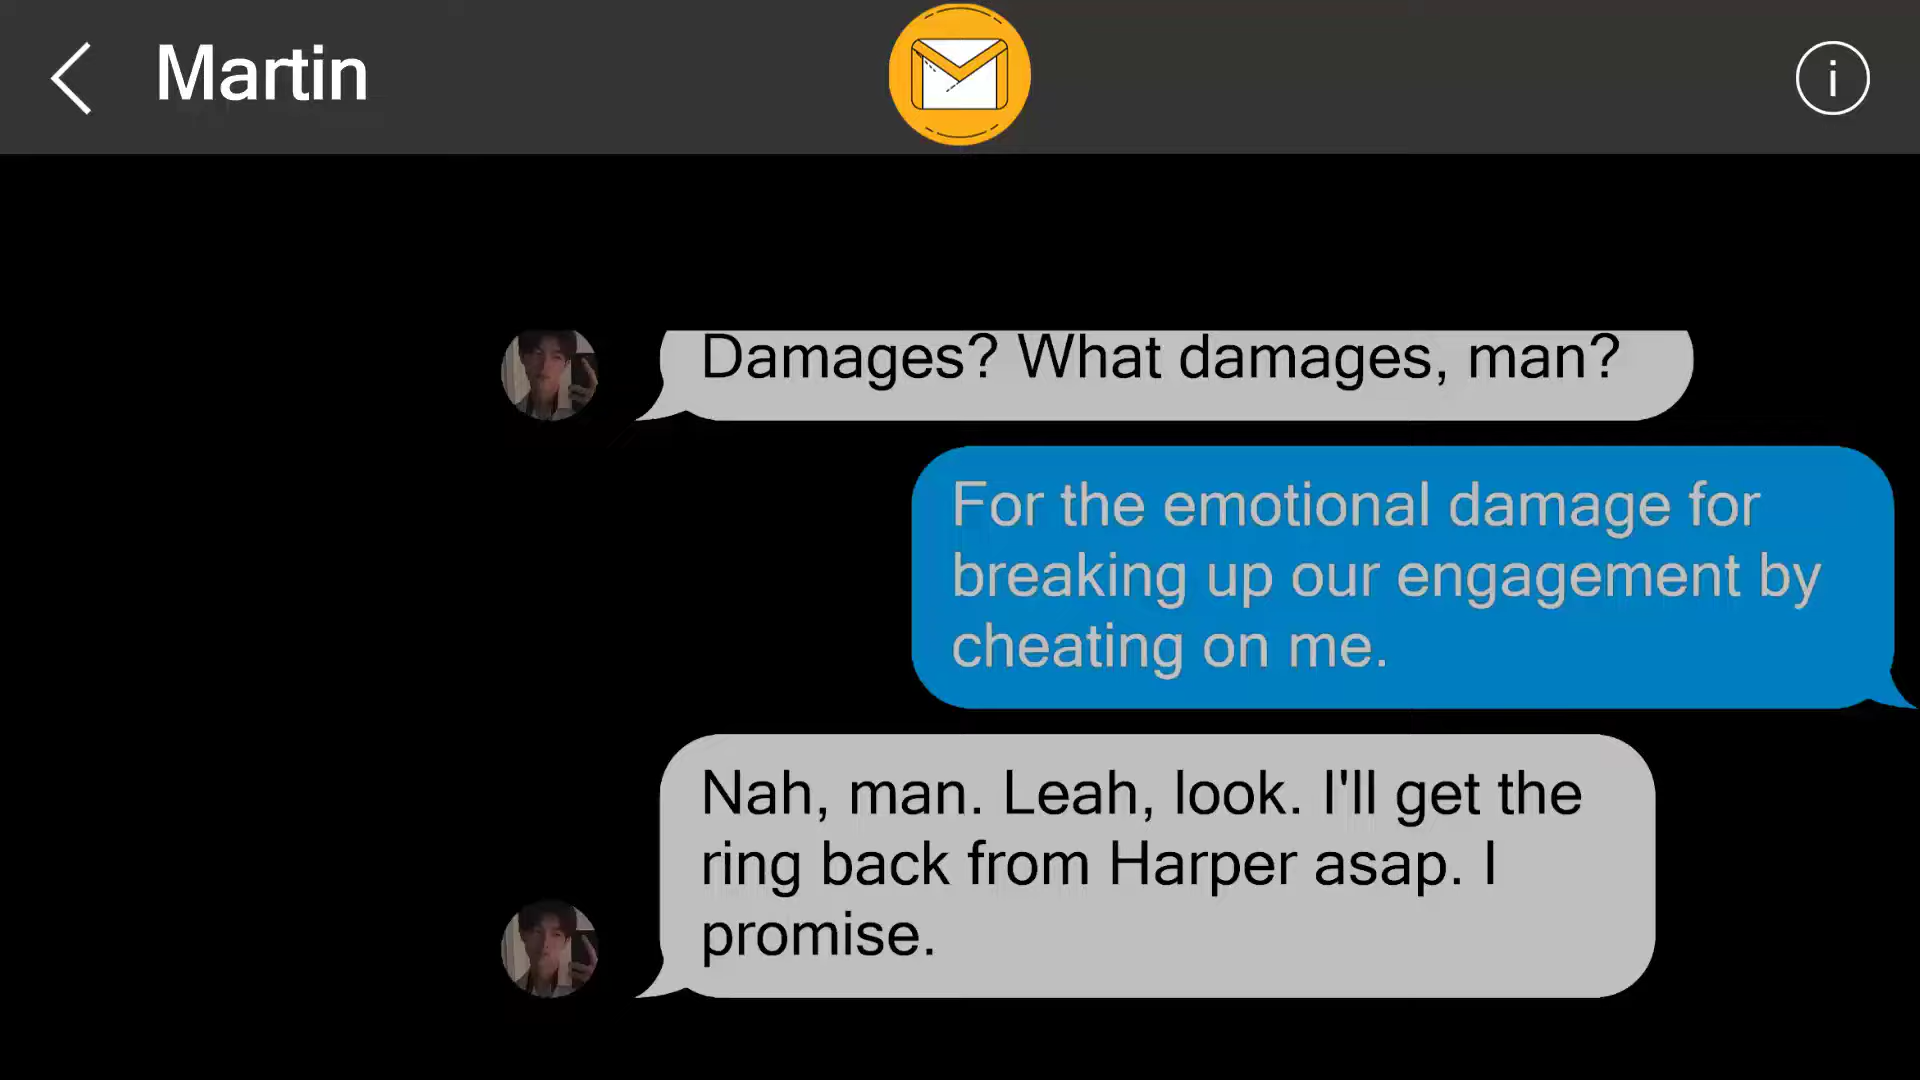 Martin
i
Damages? What damages, man?
For the emotional damage for
breaking up our engagement by
cheating on me.
Nah, man. Leah, look. I'll get the
ring back from Harper asap. I
promise.